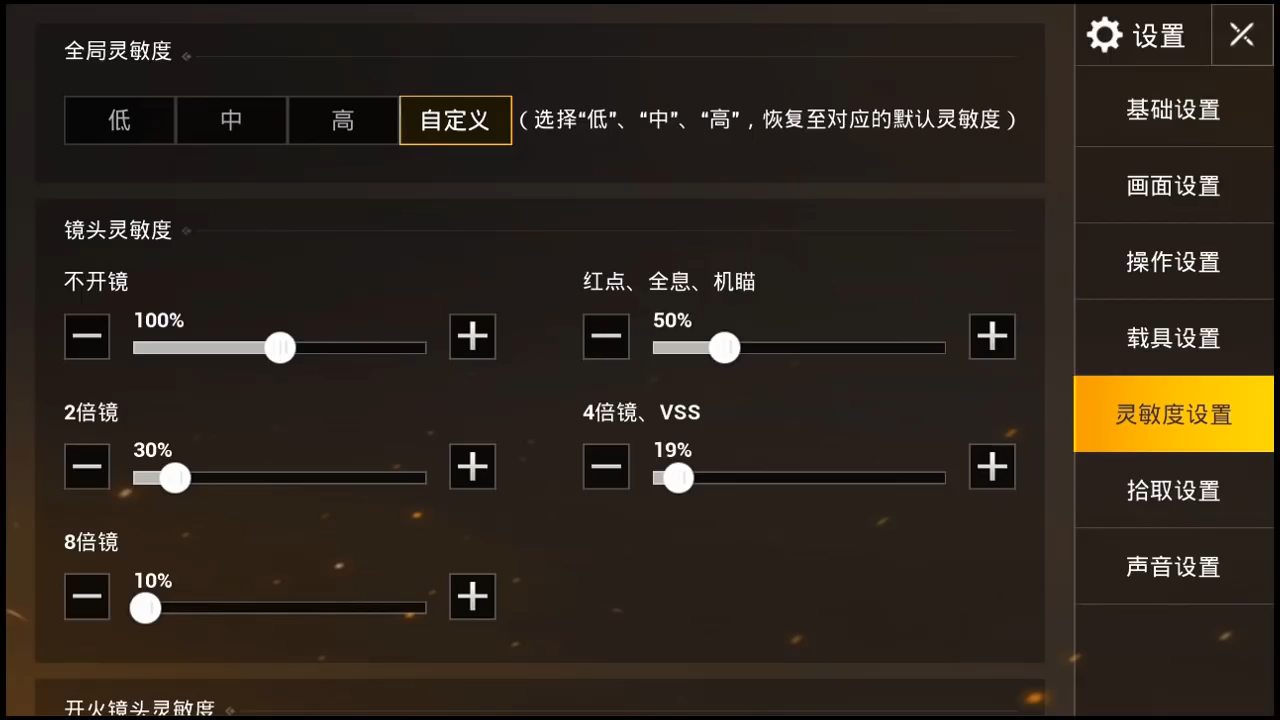 全局灵敏度
低 中 高 自定义 （选择“低”、“中”、“高”，恢复至对应的默认灵敏度）
镜头灵敏度
不开镜
100%
红点、全息、机瞄
50%
2倍镜
30%
4倍镜、VSS
19%
8倍镜
10%
开火镜头灵敏度
设置
基础设置
画面设置
操作设置
载具设置
灵敏度设置
拾取设置
声音设置